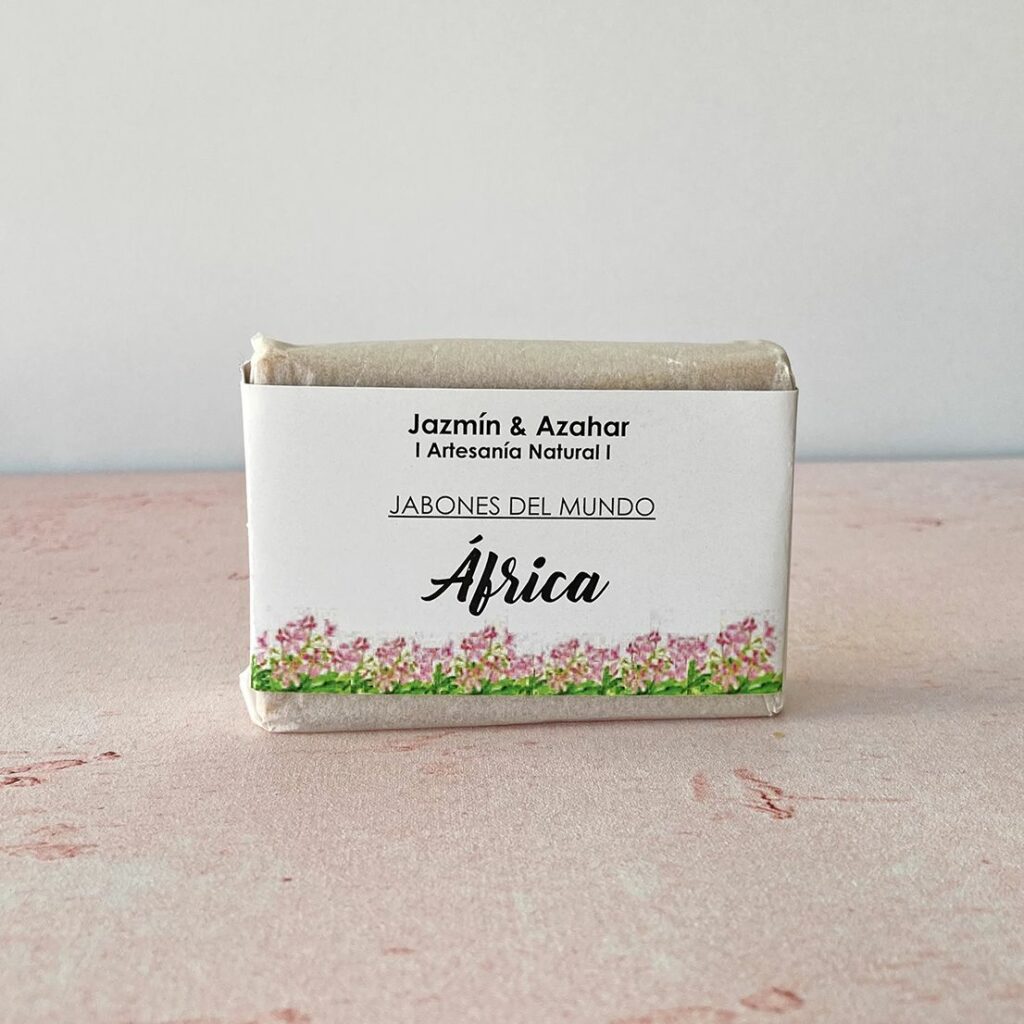 Jazmín & Azahar
I Artesanía Natural I
JABONES DEL MUNDO
África